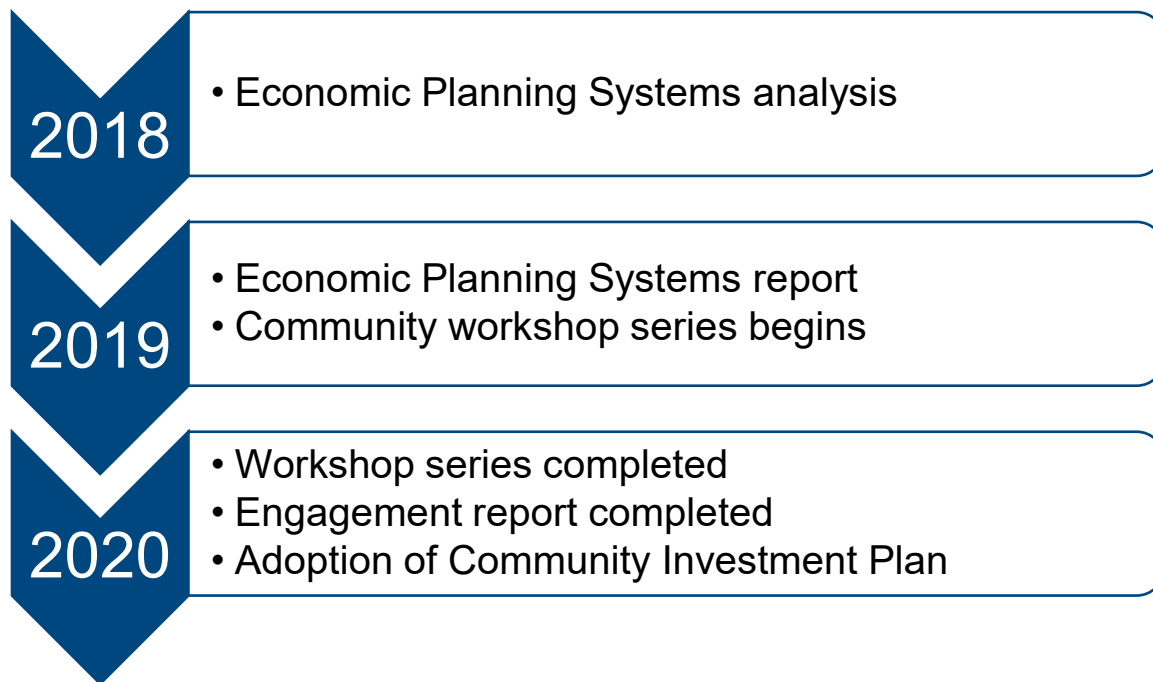 2018
• Economic Planning Systems analysis
2019
• Economic Planning Systems report
• Community workshop series begins
2020
• Workshop series completed
• Engagement report completed
• Adoption of Community Investment Plan